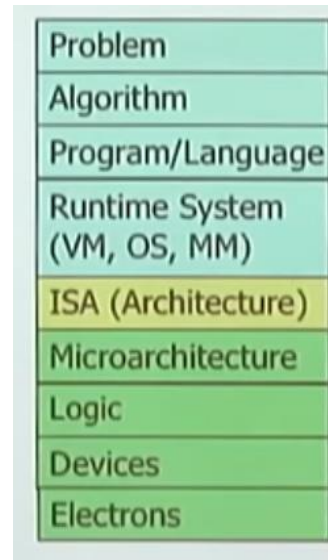 Problem
Algorithm
Program/Language
Runtime System
(VM, OS, MM)
ISA (Architecture)
Microarchitecture
Logic
Devices
Electrons